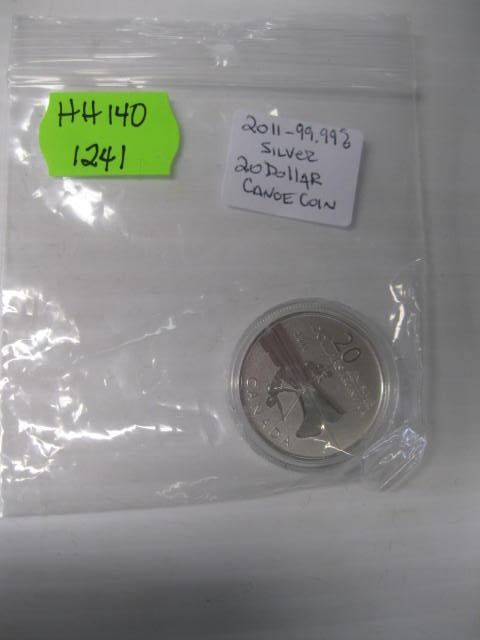 HH140
1241
2011-99.99%
SILVER
20 DOLLAR
CANOE COIN
20
CANADA